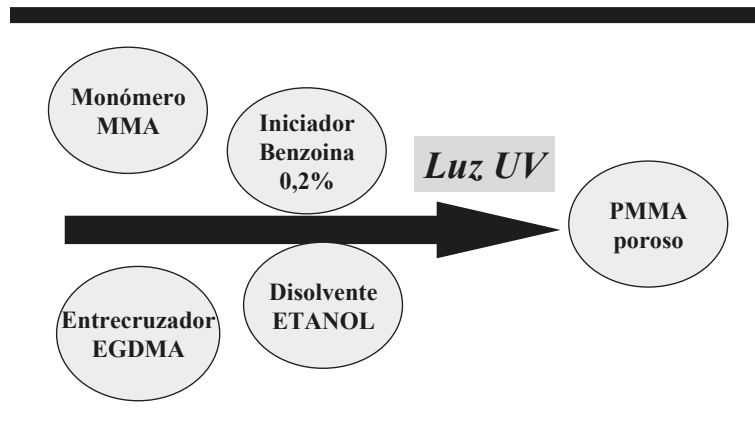 Monómero
MMA
Iniciador
Benzoina
0,2%
Luz UV
PMMA
poroso
Entrecruzador
EGDMA
Disolvente
ETANOL